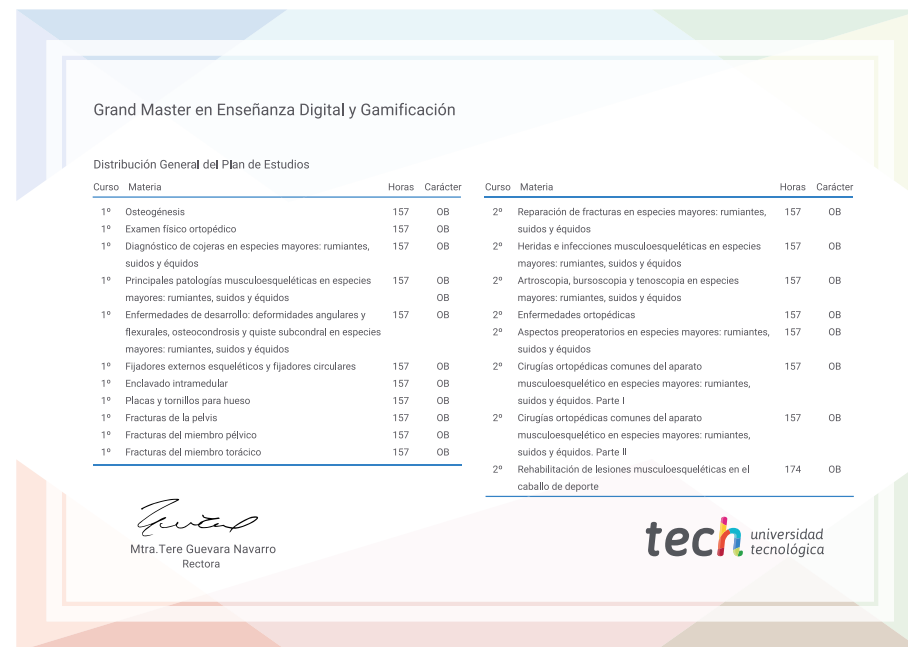 Grand Master en Enseñanza Digital y Gamificación
Distribución General del Plan de Estudios
Curso Materia Horas Carácter
1º Osteogénesis 157 OB
1º Examen físico ortopédico 157 OB
1º Diagnóstico de cojeras en especies mayores: rumiantes, 157 OB
suidos y équidos
1º Principales patologías musculoesqueléticas en especies 157 OB
mayores: rumiantes, suidos y équidos OB
1º Enfermedades de desarrollo: deformidades angulares y 157 OB
flexurales, osteocondrosis y quiste subcondral en especies
mayores: rumiantes, suidos y équidos
1º Fijadores externos esqueléticos y fijadores circulares 157 OB
1º Enclavado intramedular 157 OB
1º Placas y tornillos para hueso 157 OB
1º Fracturas de la pelvis 157 OB
1º Fracturas del miembro pélvico 157 OB
1º Fracturas del miembro torácico 157 OB
Curso Materia Horas Carácter
2º Reparación de fracturas en especies mayores: rumiantes, 157 OB
suidos y équidos
2º Heridas e infecciones musculoesqueléticas en especies 157 OB
mayores: rumiantes, suidos y équidos
2º Artroscopia, bursoscopia y tenoscopia en especies 157 OB
mayores: rumiantes, suidos y équidos
2º Enfermedades ortopédicas 157 OB
2º Aspectos preoperatorios en especies mayores: rumiantes, 157 OB
suidos y équidos
2º Cirugías ortopédicas comunes del aparato 157 OB
musculoesquelético en especies mayores: rumiantes,
suidos y équidos. Parte I
2º Cirugías ortopédicas comunes del aparato 157 OB
musculoesquelético en especies mayores: rumiantes,
suidos y équidos. Parte II
2º Rehabilitación de lesiones musculoesqueléticas en el 174 OB
caballo de deporte
Mtra.Tere Guevara Navarro
Rectora
tech universidad
tecnológica